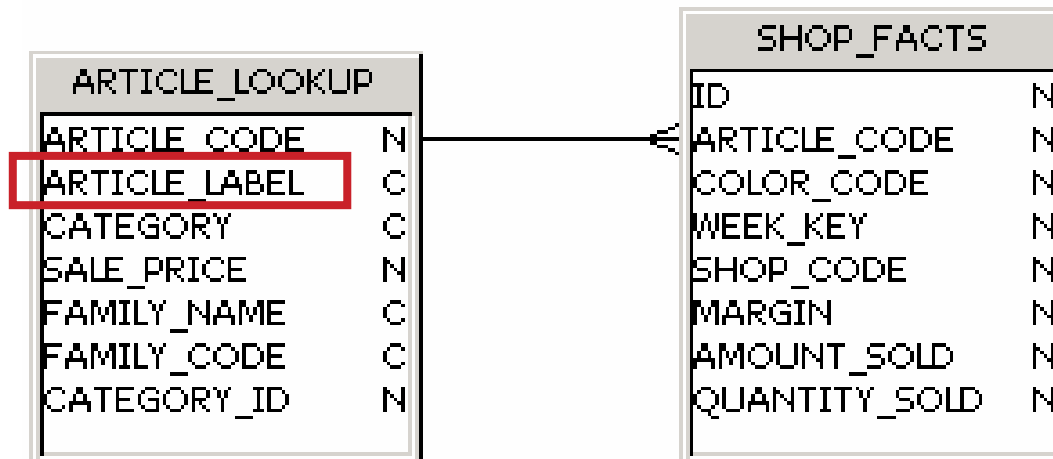 ARTICLE_LOOKUP
ARTICLE_CODE N
ARTICLE_LABEL C
CATEGORY C
SALE_PRICE N
FAMILY_NAME C
FAMILY_CODE C
CATEGORY_ID N
SHOP_FACTS
ID N
ARTICLE_CODE N
COLOR_CODE N
WEEK_KEY N
SHOP_CODE N
MARGIN N
AMOUNT_SOLD N
QUANTITY_SOLD N